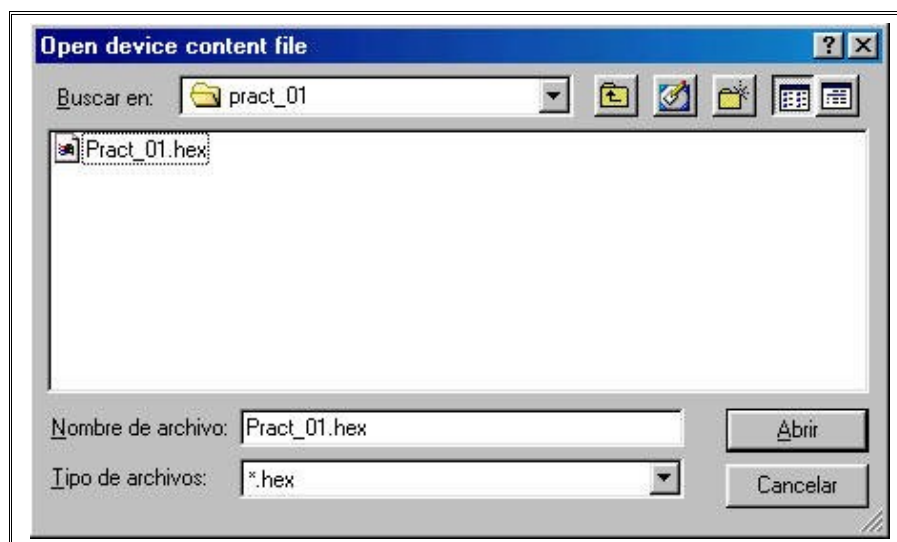 Open device content file
Buscar en: pract_01
Pract_01.hex
Nombre de archivo: Pract_01.hex
Abrir
Tipo de archivos: *.hex
Cancelar